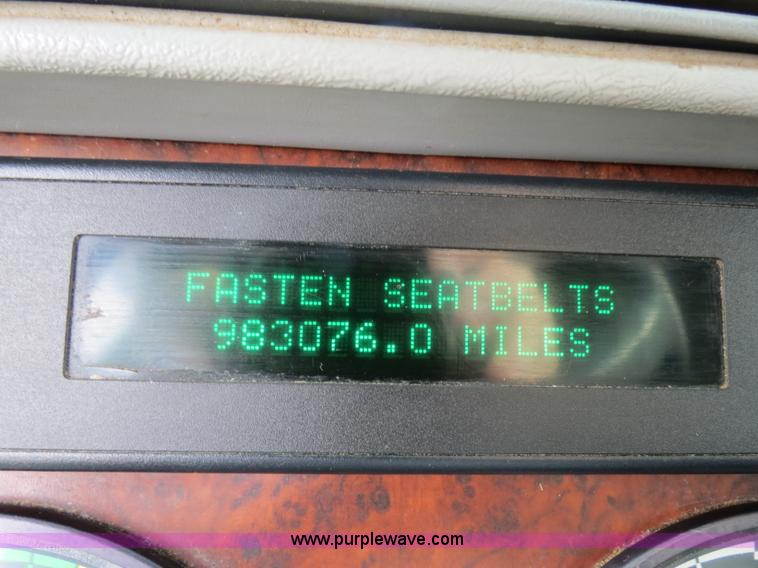 FASTEN SEATBELTS
983076.0 MILES
www.purplewave.com